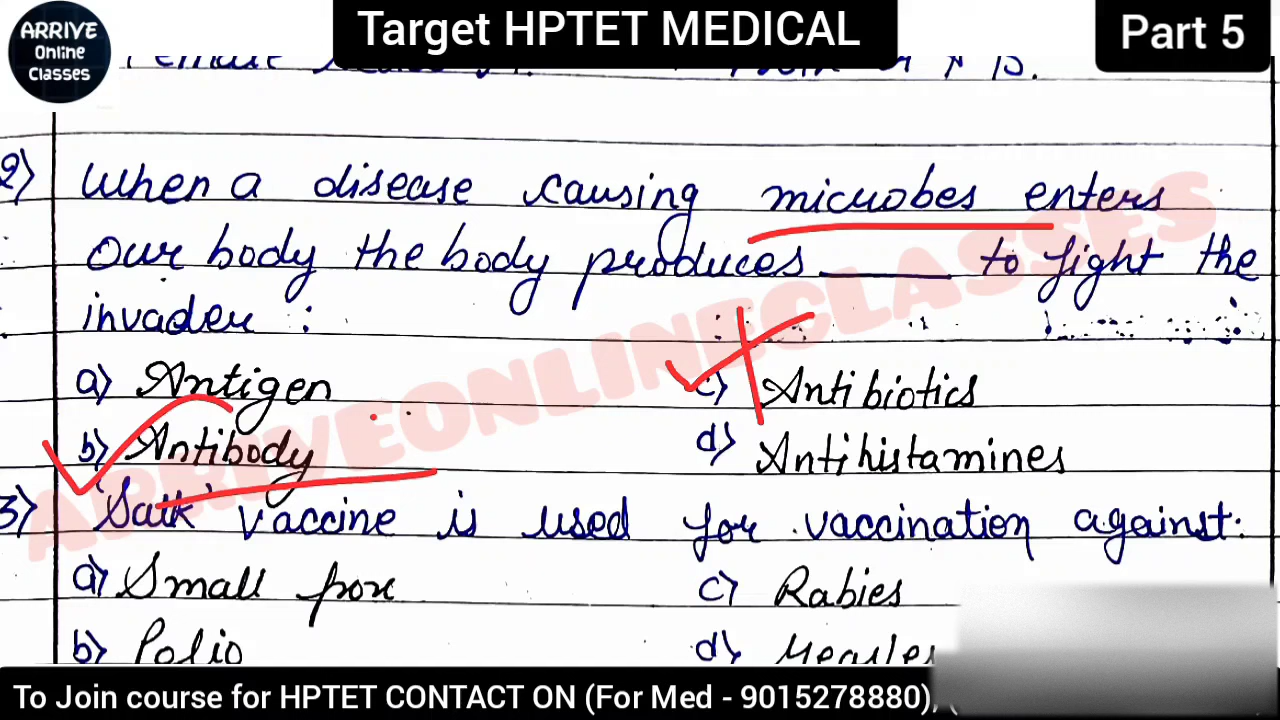 ARRIVE
Online
Classes
Target HPTET MEDICAL
Part 5
2) When a disease causing microbes enters
our body the body produces ______ to fight the
invader :
a) Antigen
c) Antibiotics
b) Antibody
d) Antihistamines
3) 'Salk' vaccine is used for vaccination against:
a) Small pox
c) Rabies
b) Polio
d) Measles
ARRIVEONLINECLASSES
To Join course for HPTET CONTACT ON (For Med - 9015278880), (